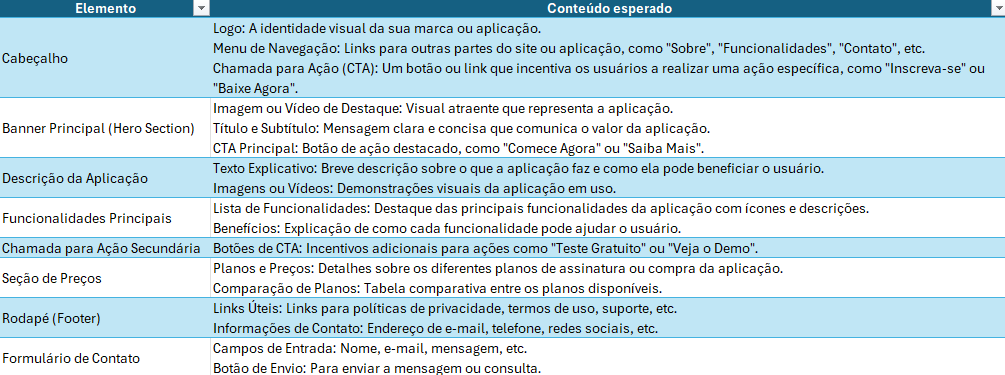 Elemento Conteúdo esperado
Cabeçalho
Logo: A identidade visual da sua marca ou aplicação.
Menu de Navegação: Links para outras partes do site ou aplicação, como "Sobre", "Funcionalidades", "Contato", etc.
Chamada para Ação (CTA): Um botão ou link que incentiva os usuários a realizar uma ação específica, como "Inscreva-se" ou
"Baixe Agora".
Banner Principal (Hero Section)
Imagem ou Vídeo de Destaque: Visual atraente que representa a aplicação.
Título e Subtítulo: Mensagem clara e concisa que comunica o valor da aplicação.
CTA Principal: Botão de ação destacado, como "Comece Agora" ou "Saiba Mais".
Descrição da Aplicação
Texto Explicativo: Breve descrição sobre o que a aplicação faz e como ela pode beneficiar o usuário.
Imagens ou Vídeos: Demonstrações visuais da aplicação em uso.
Funcionalidades Principais
Lista de Funcionalidades: Destaque das principais funcionalidades da aplicação com ícones e descrições.
Benefícios: Explicação de como cada funcionalidade pode ajudar o usuário.
Chamada para Ação Secundária
Botões de CTA: Incentivos adicionais para ações como "Teste Gratuito" ou "Veja o Demo".
Seção de Preços
Planos e Preços: Detalhes sobre os diferentes planos de assinatura ou compra da aplicação.
Comparação de Planos: Tabela comparativa entre os planos disponíveis.
Rodapé (Footer)
Links Úteis: Links para políticas de privacidade, termos de uso, suporte, etc.
Informações de Contato: Endereço de e-mail, telefone, redes sociais, etc.
Formulário de Contato
Campos de Entrada: Nome, e-mail, mensagem, etc.
Botão de Envio: Para enviar a mensagem ou consulta.